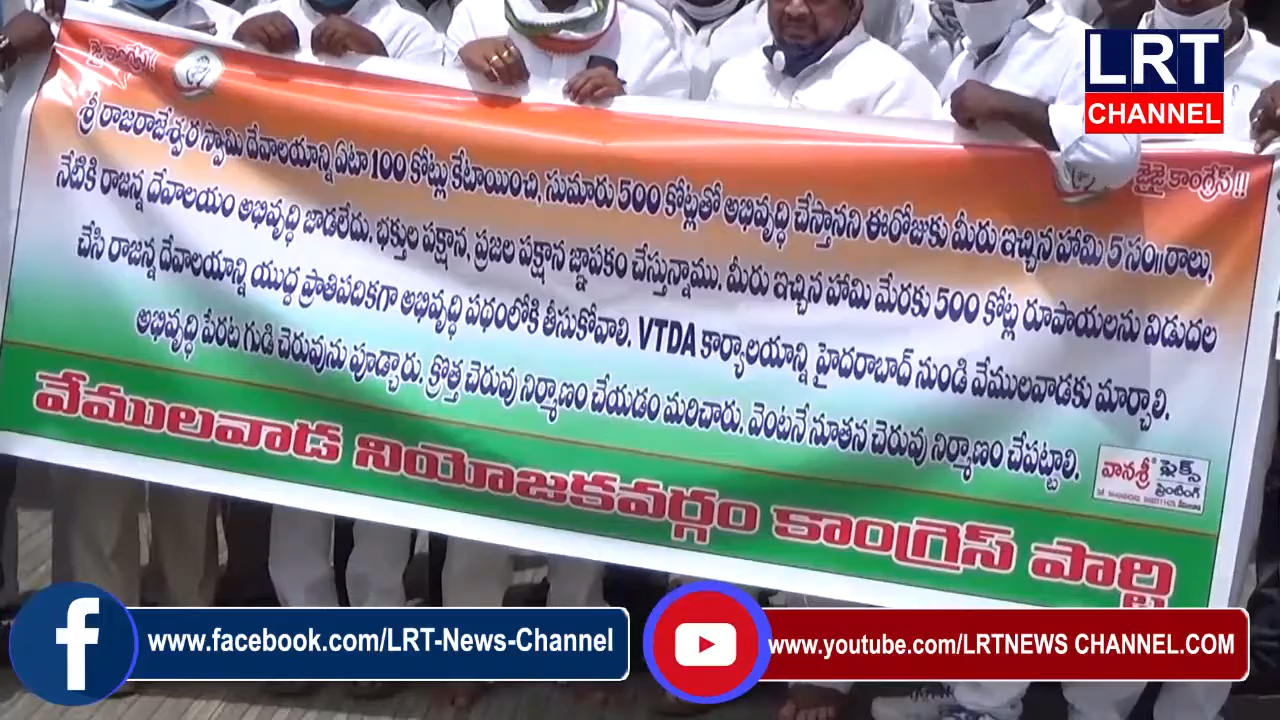 LRT
CHANNEL
జై కాంగ్రెస్ !!
జైజై కాంగ్రేస్ !!
శ్రీ రాజరాజేశ్వర స్వామి దేవాలయాన్ని ఏటా 100 కోట్లు కేటాయించి, సుమారు 500 కోట్లతో అభివృద్ధి చేస్తానని ఈరోజుకు మీరు ఇచ్చిన హామి 5 సం॥రాలు,
నేటికి రాజన్న దేవాలయం అభివృద్ధి జాడలేదు. భక్తుల పక్షాన, ప్రజల పక్షాన జ్ఞాపకం చేస్తున్నాము. మీరు ఇచ్చిన హామి మేరకు 500 కోట్ల రూపాయలను విడుదల
చేసి రాజన్న దేవాలయాన్ని యుద్ద ప్రాతిపదికగా అభివృద్ధి పథంలోకి తీసుకోవాలి. VTDA కార్యాలయాన్ని హైదరాబాద్ నుండి వేములవాడకు మార్చాలి.
అభివృద్ధి పేరట గుడి చెరువును పూడ్చారు. క్రొత్త చెరువు నిర్మాణం చేయడం మరిచారు. వెంటనే నూతన చెరువు నిర్మాణం చేపట్టాలి.
వేములవాడ నియోజకవర్గం కాంగ్రెస్ పార్టి
వానశ్రీ ఫ్లెక్స్
ప్రింటింగ్
www.facebook.com/LRT-News-Channel
www.youtube.com/LRTNEWS CHANNEL.COM